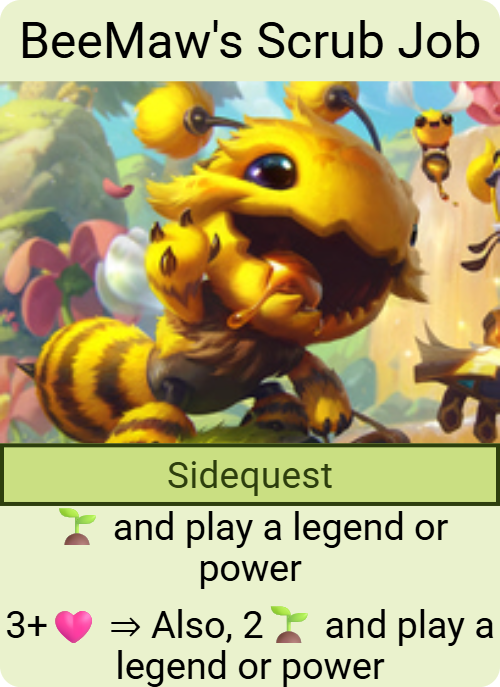 BeeMaw's Scrub Job
Sidequest
🌱 and play a legend or
power
3+🩷 ⇒ Also, 2🌱 and play a
legend or power